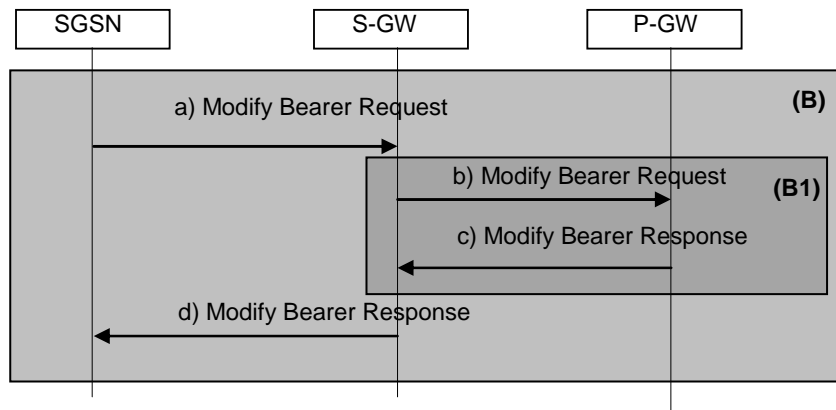 SGSN
S-GW
P-GW
(B)
a) Modify Bearer Request
b) Modify Bearer Request
(B1)
c) Modify Bearer Response
d) Modify Bearer Response